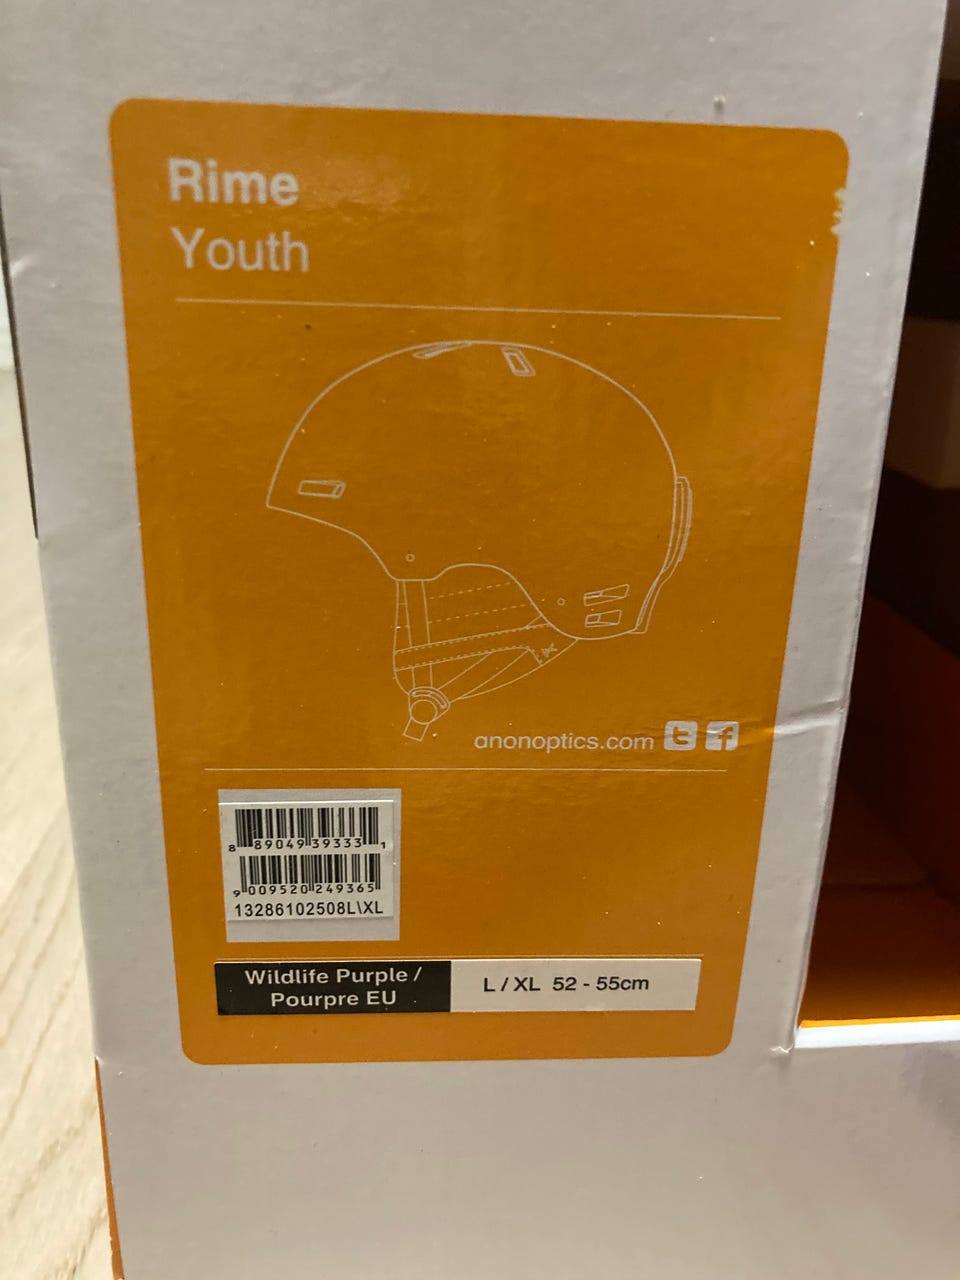 Rime
Youth
anonoptics.com
8 89049 39333 1
9 009520 249365
13286102508L\XL
Wildlife Purple /
Pourpre EU
L / XL 52 - 55cm